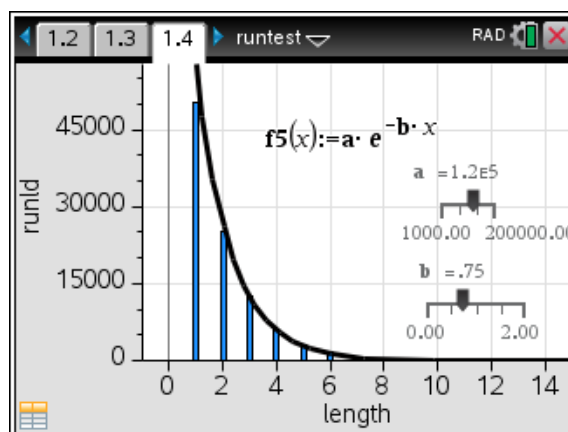 1.2 1.3 1.4 runtest RAD
45000
30000
15000
0
runld
f5(x):=a· e^-b· x
a =1.2E5
1000.00 200000.00
b =.75
0.00 2.00
0 2 4 6 8 10 12 14
length